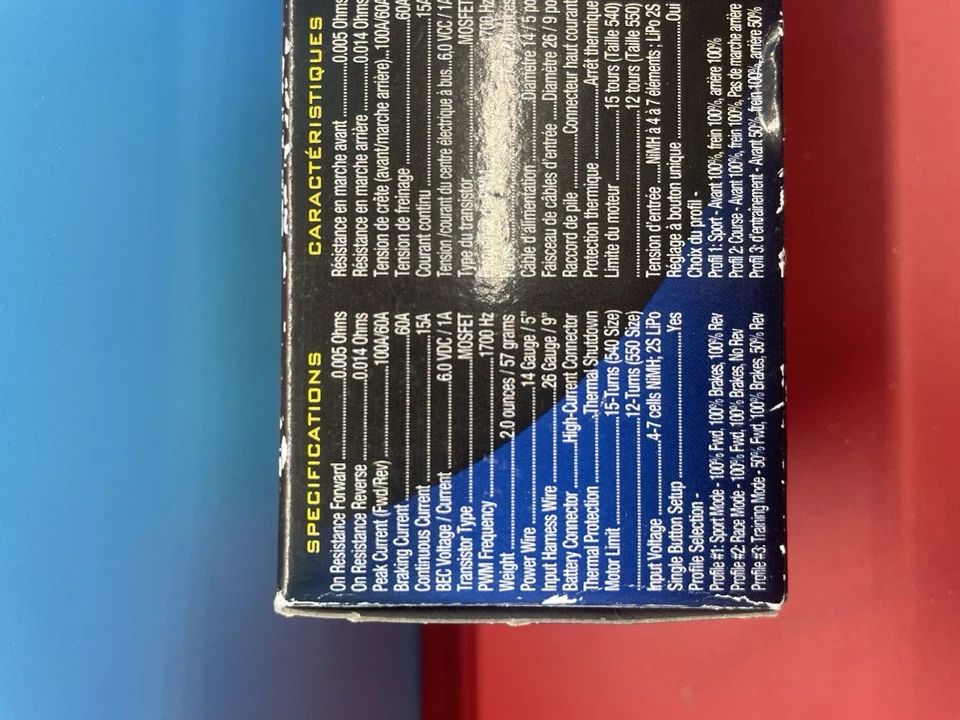 SPECIFICATIONS
On Resistance Forward ........0.005 Ohms
On Resistance Reverse ........0.014 Ohms
Peak Current (Fwd/Rev) ........100A/60A
Braking Current ........60A
Continuous Current ........15A
BEC Voltage / Current ........6.0 VDC / 1A
Transistor Type ........MOSFET
PWM Frequency ........1700 Hz
Weight ........2.0 ounces / 57 grams
Power Wire ........14 Gauge / 5"
Input Harness Wire ........26 Gauge / 9"
Battery Connector ........High-Current Connector
Thermal Protection ........Thermal Shutdown
Motor Limit ........15-Turns (540 Size)
........12-Turns (550 Size)
Input Voltage ........4-7 cells NiMH; 2S LiPo
Single Button Setup ........Yes
Profile Selection -
Profile #1: Sport Mode - 100% Fwd, 100% Brakes, 100% Rev
Profile #2: Race Mode - 100% Fwd, 100% Brakes, No Rev
Profile #3: Training Mode - 50% Fwd, 100% Brakes, 50% Rev
CARACTÉRISTIQUES
Résistance en marche avant ........0.005 Ohms
Résistance en marche arrière ........0.014 Ohms
Tension de crête (avant/marche arrière)...100A/60A
Tension de freinage ........60A
Courant continu ........15A
Tension/courant du centre électrique à bus...6,0 VCC / 1A
Type du transistor ........MOSFET
1700 Hz
Câble d'alimentation ........Diamètre 14 / 5
Faisceau de câbles d'entrée ...Diamètre 26 / 9
Raccord de pile ........Connecteur haut courant
Protection thermique ........Arrêt thermique
Limite du moteur ........15 tours (Taille 540)
........12 tours (Taille 550)
Tension d'entrée ....NiMH à 4 à 7 éléments ; LiPo 2S
Réglage à bouton unique ........Oui
Choix du profil -
Profil 1: Sport - Avant 100%, frein 100%, arrière 100%
Profil 2: Course - Avant 100%, frein 100%, Pas de marche arrière
Profil 3: d'entraînement - Avant 50%, frein 100%, arrière 50%